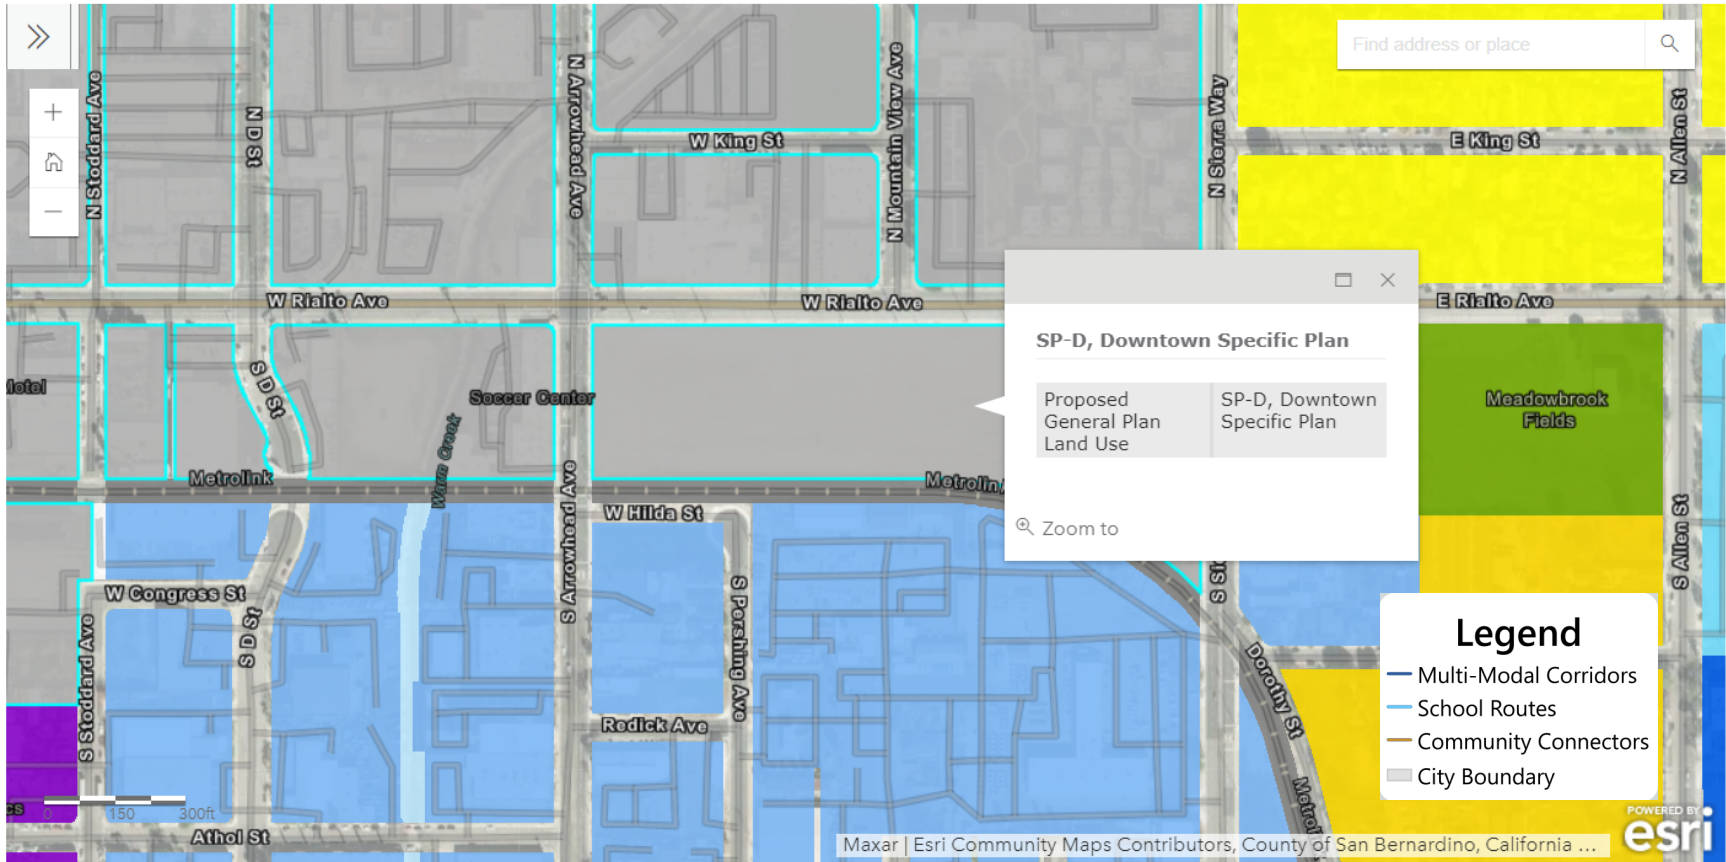 N Stoddard Ave
N D St
N Arrowhead Ave
W King St
N Mountain View Ave
N Sierra Way
Find address or place
E King St
N Allen St
W Rialto Ave
W Rialto Ave
E Rialto Ave
SP-D, Downtown Specific Plan
Proposed
General Plan
Land Use
SP-D, Downtown
Specific Plan
Zoom to
Motel
S D St
Soccer Center
Warm Creek
Meadowbrook
Fields
Metrolink
Metrolin
S Arrowhead Ave
W Hilda St
S Allen St
W Congress St
S D St
S Pershing Ave
S Si
S Stoddard Ave
Redick Ave
Dorothy St
Metrol
Legend
Multi-Modal Corridors
School Routes
Community Connectors
City Boundary
cs
0 150 300ft
Athol St
POWERED BY
esri
Maxar | Esri Community Maps Contributors, County of San Bernardino, California ...